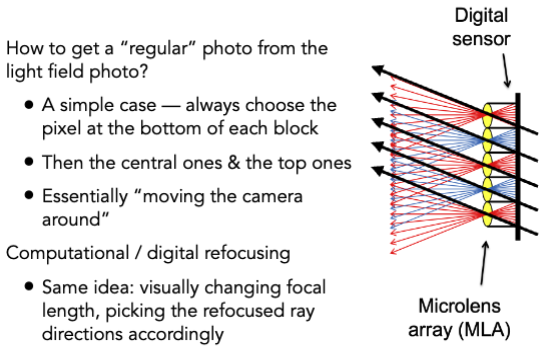 How to get a “regular” photo from the
light field photo?
• A simple case — always choose the
pixel at the bottom of each block
• Then the central ones & the top ones
• Essentially “moving the camera
around”
Computational / digital refocusing
• Same idea: visually changing focal
length, picking the refocused ray
directions accordingly
Digital
sensor
Microlens
array (MLA)